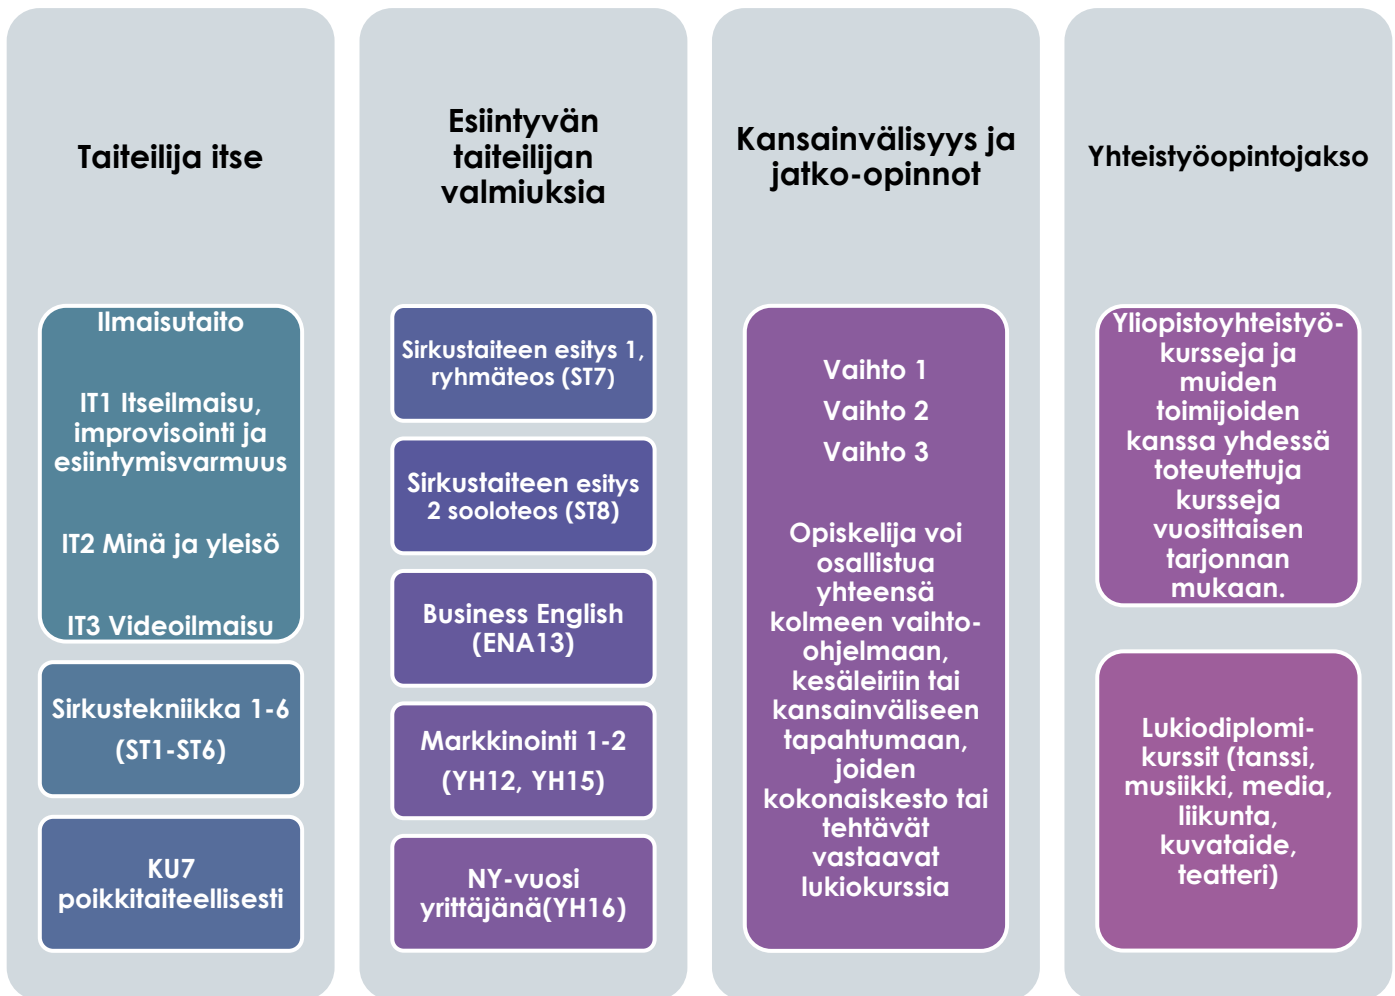 Taiteilija itse
Ilmaisutaito
IT1 Itseilmaisu,
improvisointi ja
esiintymisvarmuus
IT2 Minä ja yleisö
IT3 Videoilmaisu
Sirkustekniikka 1-6
(ST1-ST6)
KU7
poikkitaiteellisesti
Esiintyvän
taiteilijan
valmiuksia
Sirkustaiteen esitys 1,
ryhmäteos (ST7)
Sirkustaiteen esitys
2 sooloteos (ST8)
Business English
(ENA13)
Markkinointi 1-2
(YH12, YH15)
NY-vuosi
yrittäjänä(YH16)
Kansainvälisyys ja
jatko-opinnot
Vaihto 1
Vaihto 2
Vaihto 3
Opiskelija voi
osallistua
yhteensä
kolmeen vaihto-
ohjelmaan,
kesäleiriin tai
kansainväliseen
tapahtumaan,
joiden
kokonaiskesto tai
tehtävät
vastaavat
lukiokurssia
Yhteistyöopintojakso
Yliopistoyhteistyö-
kursseja ja
muiden
toimijoiden
kanssa yhdessä
toteutettuja
kursseja
vuosittaisen
tarjonnan
mukaan.
Lukiodiplomi-
kurssit (tanssi,
musiikki, media,
liikunta,
kuvataide,
teatteri)